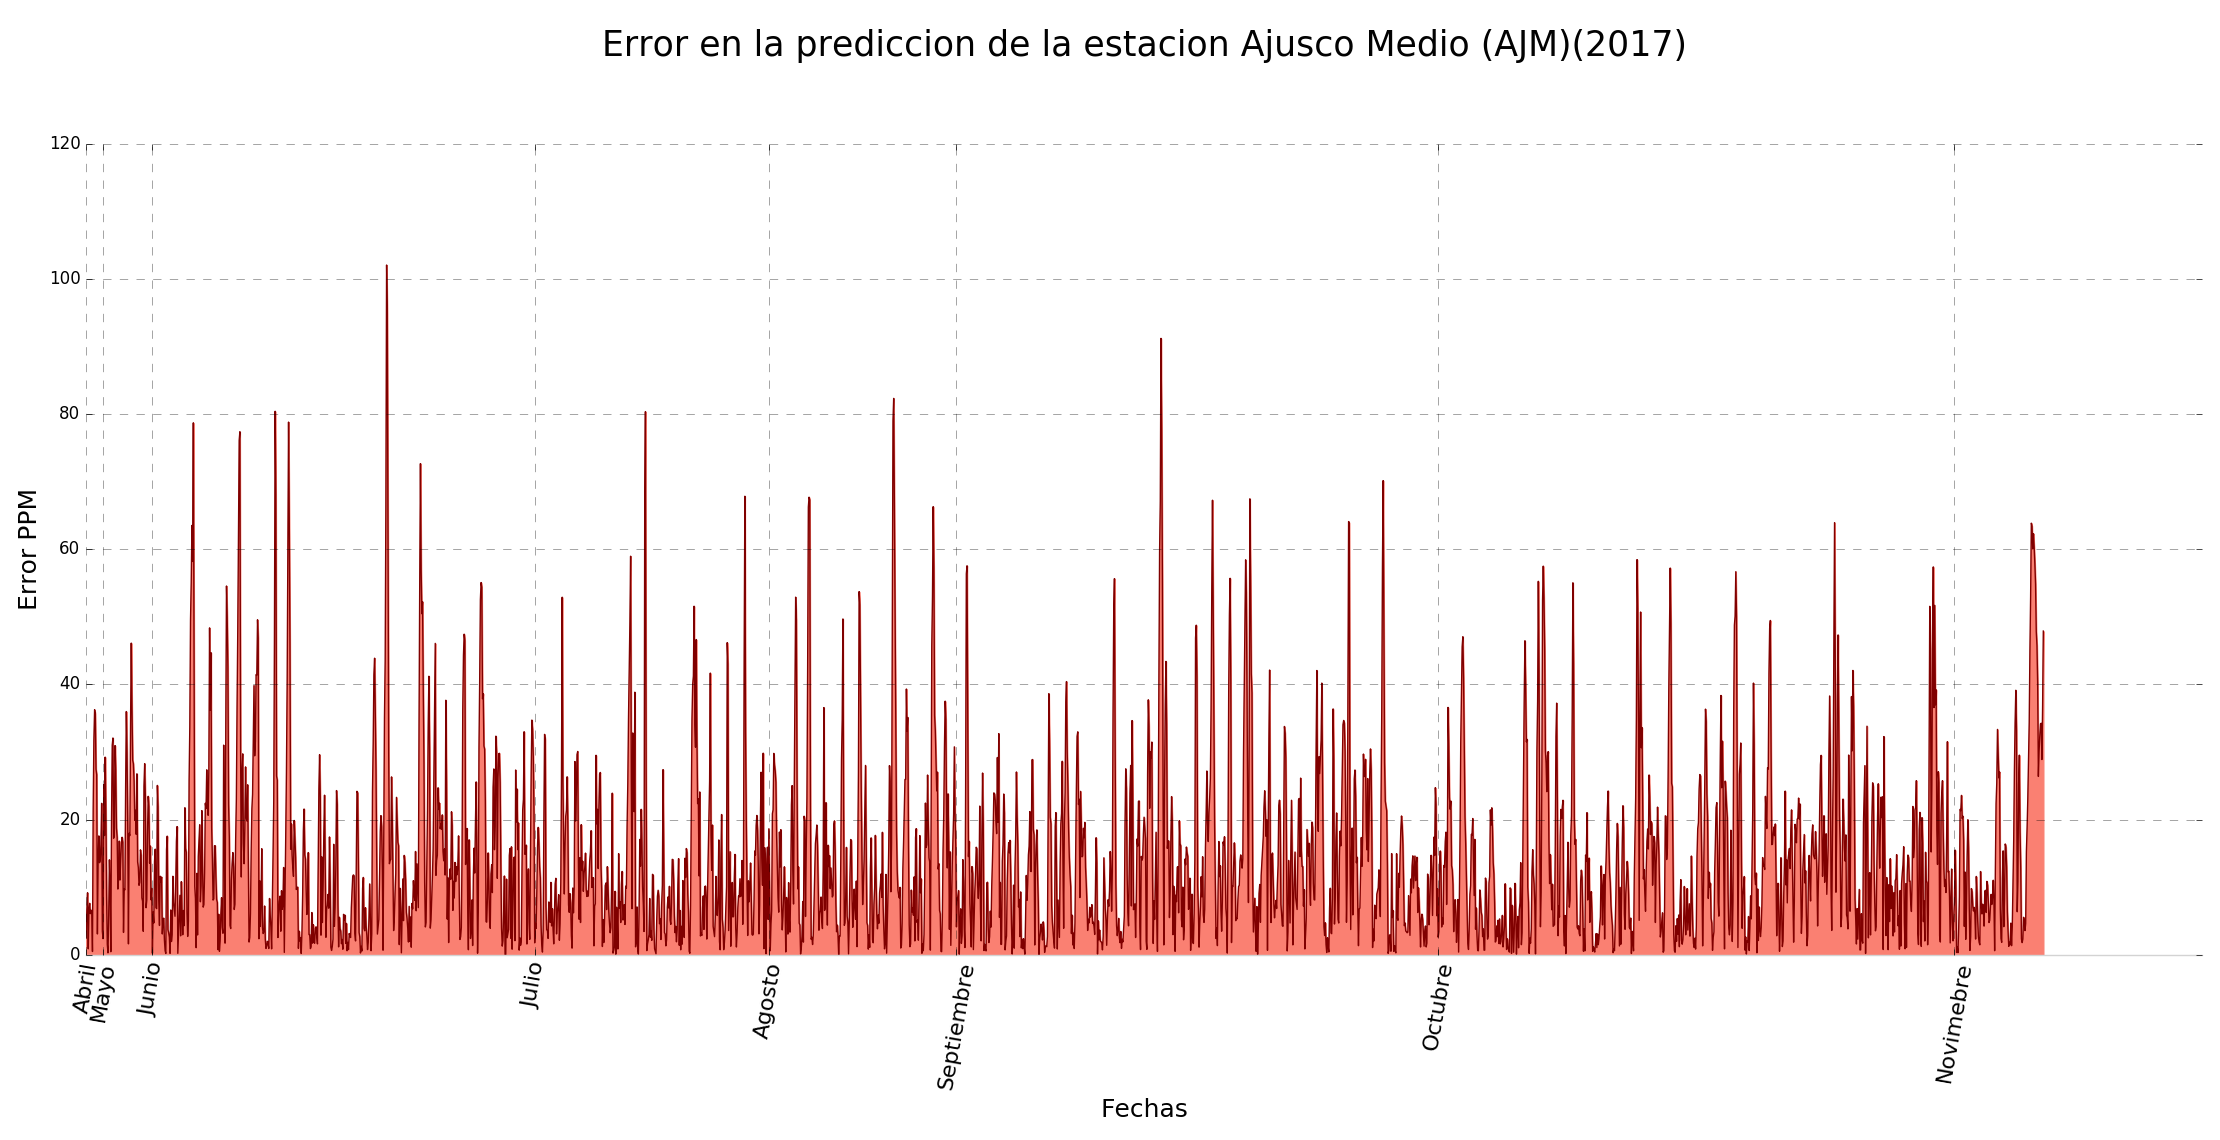 Error en la prediccion de la estacion Ajusco Medio (AJM)(2017)
120
100
80
60
40
20
0
Error PPM
Abril
Mayo
Junio
Julio
Agosto
Septiembre
Octubre
Novimebre
Fechas